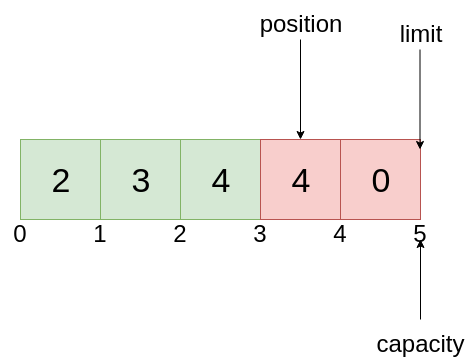 position
limit
2 3 4 4 0
0 1 2 3 4 5
capacity